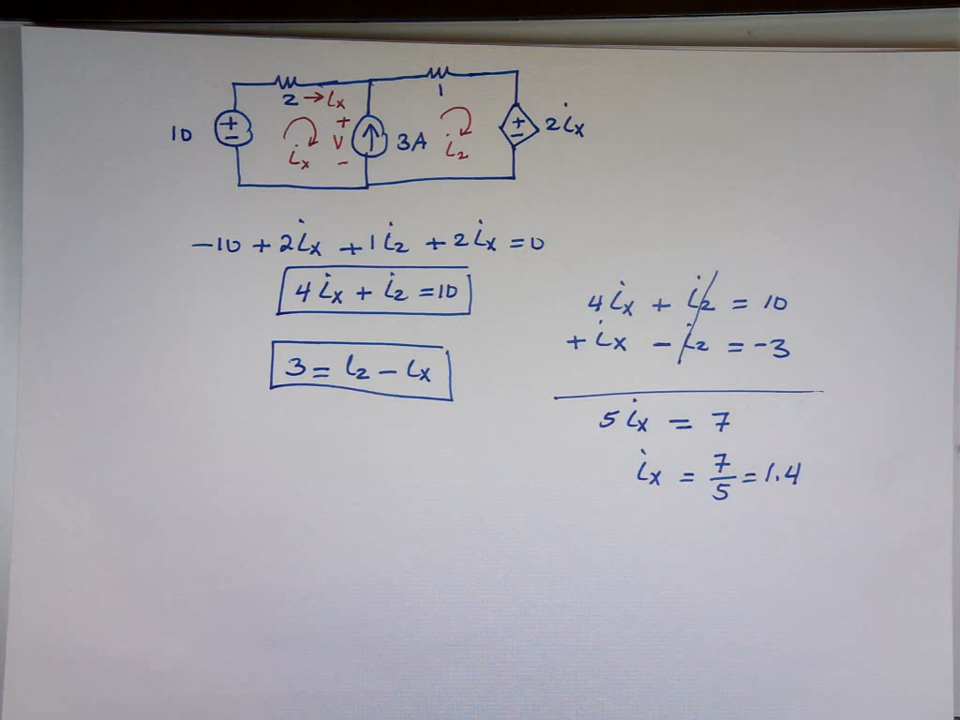 2 → ix
1
10
+
−
ix
+
V
−
3A
i2
+
−
2ix
−10 + 2ix + 1i2 + 2ix = 0
4ix + i2 = 10
3 = i2 − ix
4ix + i2 = 10
+ix − i2 = −3
5ix = 7
ix = 7/5 = 1.4